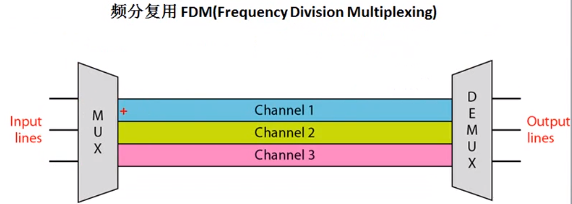 频分复用 FDM(Frequency Division Multiplexing)
Input
lines
M
U
X
+
Channel 1
Channel 2
Channel 3
D
E
M
U
X
Output
lines